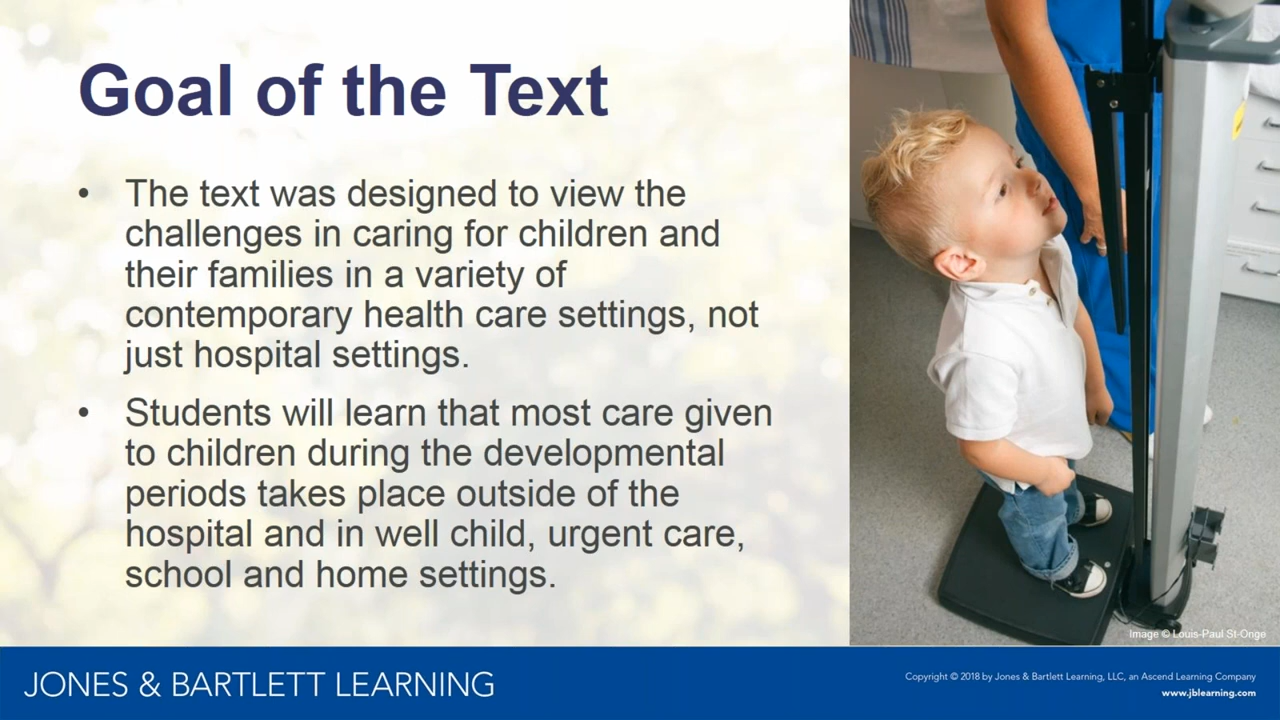 Goal of the Text
• The text was designed to view the
challenges in caring for children and
their families in a variety of
contemporary health care settings, not
just hospital settings.
• Students will learn that most care given
to children during the developmental
periods takes place outside of the
hospital and in well child, urgent care,
school and home settings.
Image © Louis-Paul St-Onge
JONES & BARTLETT LEARNING
Copyright © 2018 by Jones & Bartlett Learning, LLC, an Ascend Learning Company
www.jblearning.com